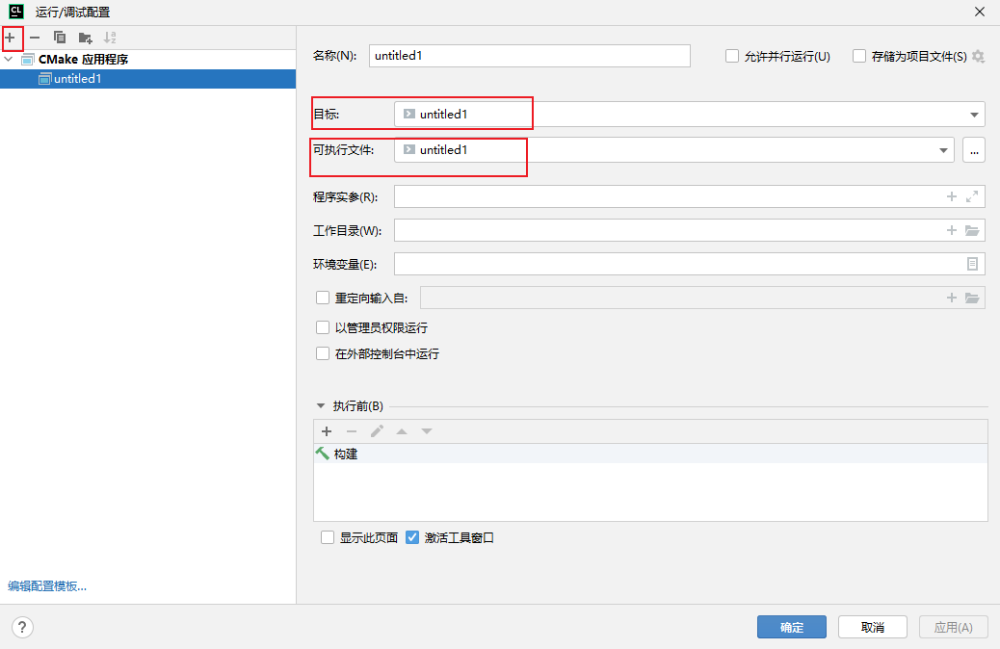 CL 运行/调试配置
CMake 应用程序
untitled1
编辑配置模板...
名称(N): untitled1 允许并行运行(U) 存储为项目文件(S)
目标: untitled1
可执行文件: untitled1 ...
程序实参(R):
工作目录(W):
环境变量(E):
重定向输入自:
以管理员权限运行
在外部控制台中运行
执行前(B)
构建
显示此页面 激活工具窗口
? 确定 取消 应用(A)